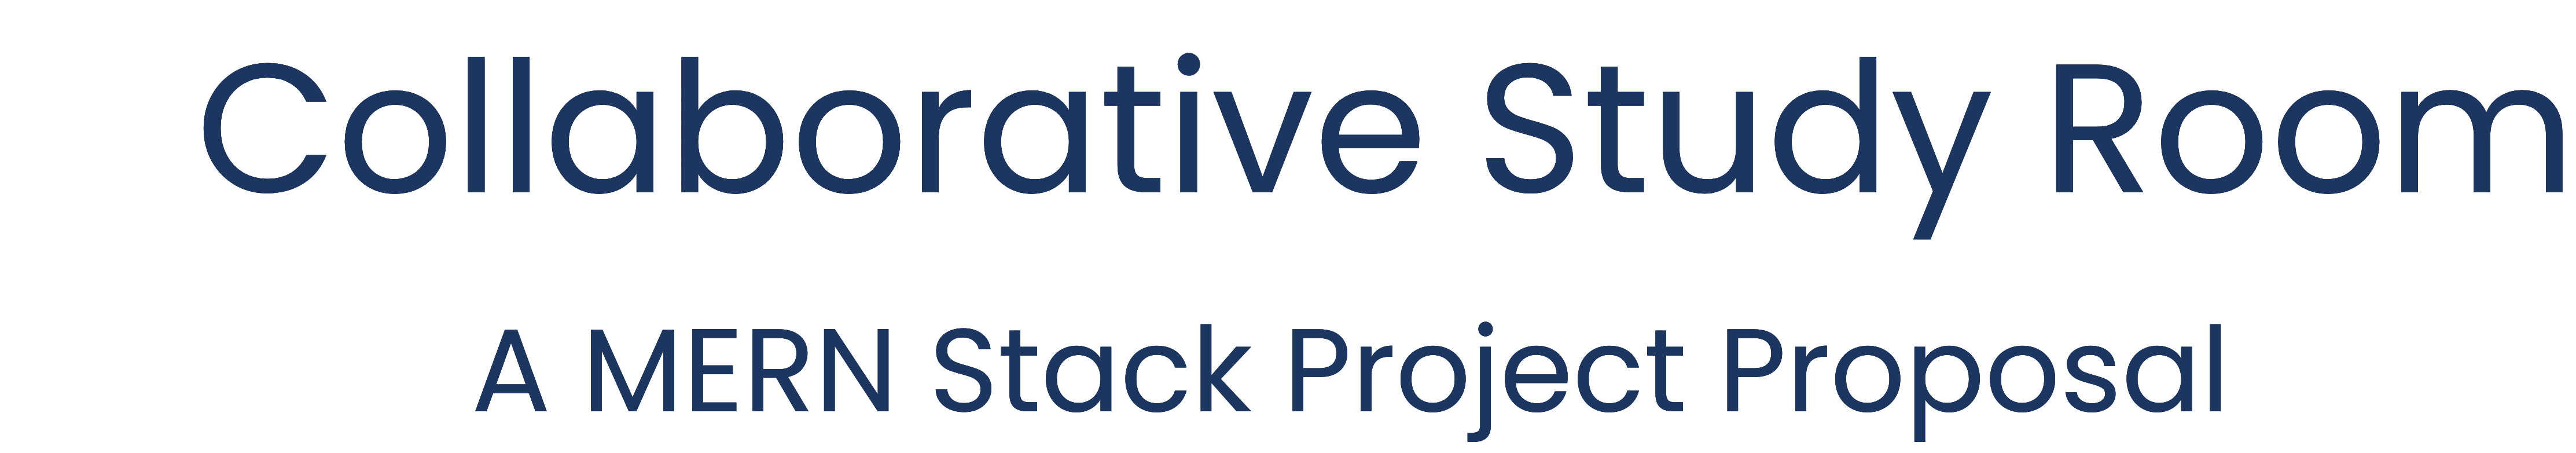 Collaborative Study Room
A MERN Stack Project Proposal